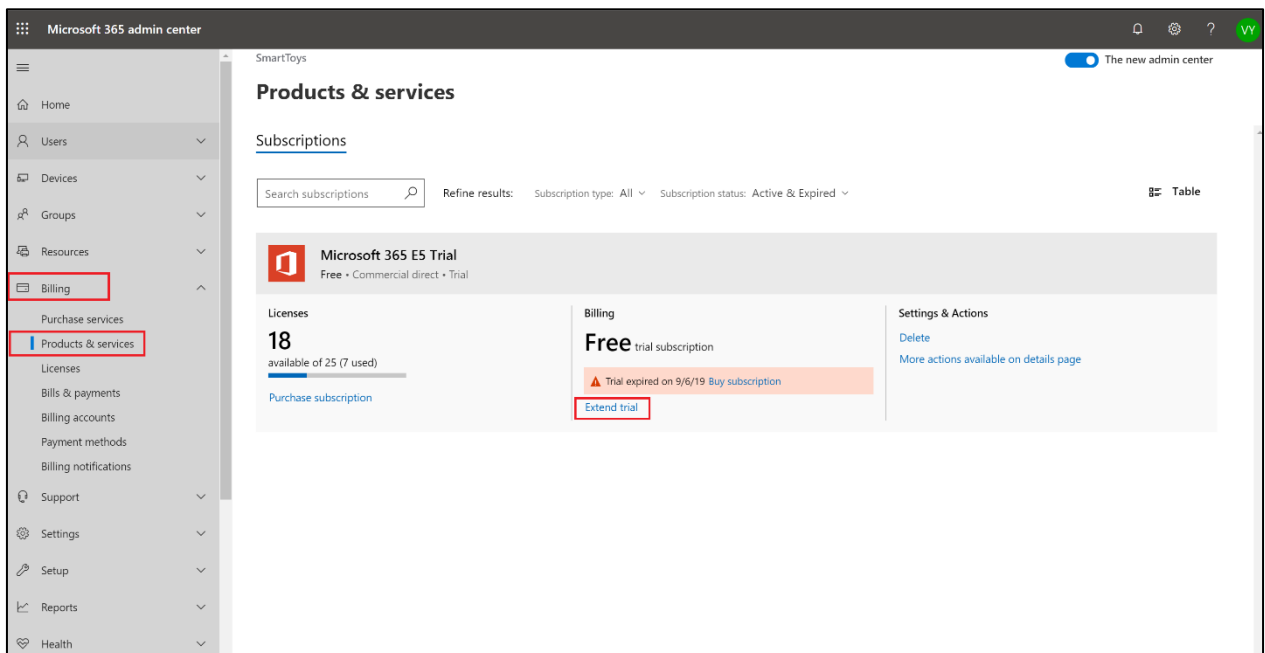 Microsoft 365 admin center
?
VY
SmartToys
The new admin center
Products & services
Home
Users
Devices
Groups
Resources
Billing
Purchase services
Products & services
Licenses
Bills & payments
Billing accounts
Payment methods
Billing notifications
Support
Settings
Setup
Reports
Health
Subscriptions
Search subscriptions
Refine results: Subscription type: All Subscription status: Active & Expired
Table
Microsoft 365 E5 Trial
Free • Commercial direct • Trial
Licenses
18
available of 25 (7 used)
Purchase subscription
Billing
Free trial subscription
Trial expired on 9/6/19 Buy subscription
Extend trial
Settings & Actions
Delete
More actions available on details page